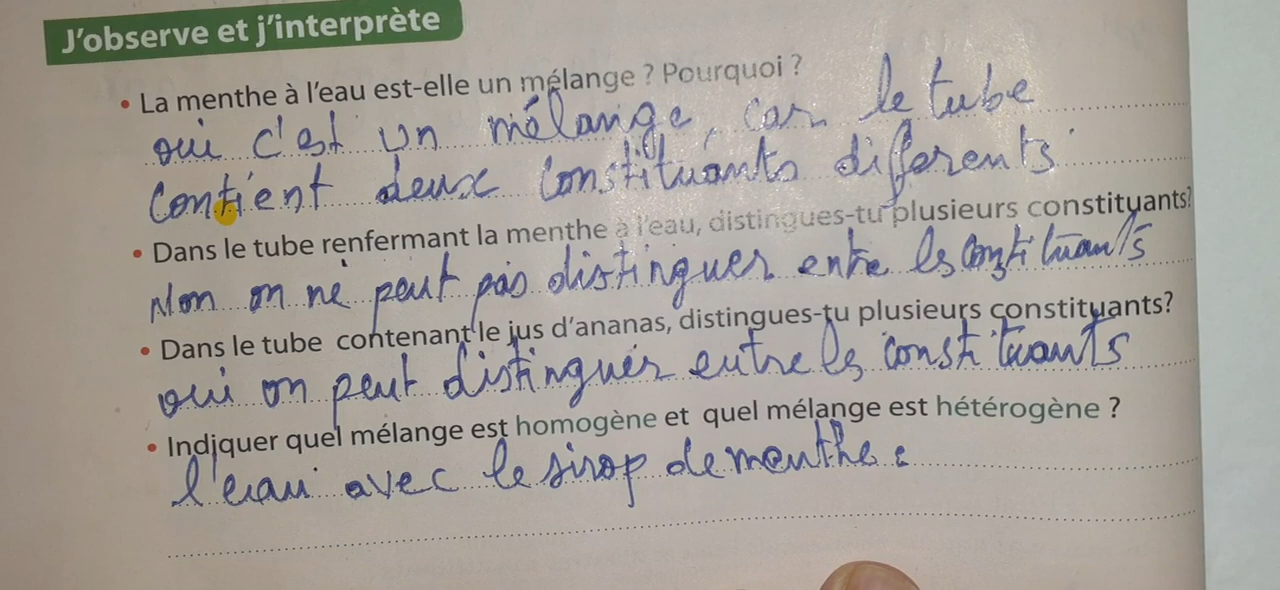 J'observe et j'interprète
• La menthe à l'eau est-elle un mélange ? Pourquoi ?
oui c'est un mélange, car le tube
contient deux constituants differents.
• Dans le tube renfermant la menthe à l'eau, distingues-tu plusieurs constituants?
Non on ne peut pas distinguer entre les constituants
• Dans le tube contenant le jus d'ananas, distingues-tu plusieurs constituants?
oui on peut distinguer entre les constituants
• Indiquer quel mélange est homogène et quel mélange est hétérogène ?
l'eau avec le sirop de menthe :